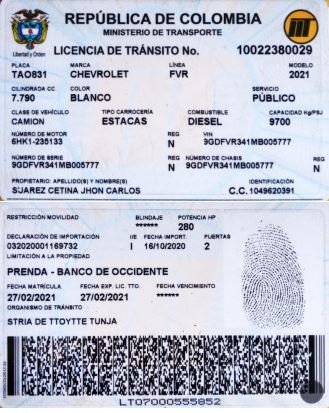 REPÚBLICA DE COLOMBIA
MINISTERIO DE TRANSPORTE
Libertad y Orden
LICENCIA DE TRÁNSITO No. 10022380029
PLACA MARCA LÍNEA MODELO
TAO831 CHEVROLET FVR 2021
CILINDRADA CC COLOR SERVICIO
7.790 BLANCO PÚBLICO
CLASE DE VEHÍCULO TIPO CARROCERÍA COMBUSTIBLE CAPACIDAD Kg/PSJ
CAMION ESTACAS DIESEL 9700
NÚMERO DE MOTOR REG VIN
6HK1-235133 N 9GDFVR341MB005777
NÚMERO DE SERIE REG NÚMERO DE CHASIS REG
9GDFVR341MB005777 N 9GDFVR341MB005777 N
PROPIETARIO: APELLIDO(S) Y NOMBRE(S) IDENTIFICACIÓN
SJAREZ CETINA JHON CARLOS C.C. 1049620391
RESTRICCIÓN MOVILIDAD BLINDAJE POTENCIA HP
****** 280
DECLARACIÓN DE IMPORTACIÓN I/E FECHA IMPORT. PUERTAS
032020001169732 I 16/10/2020 2
LIMITACIÓN A LA PROPIEDAD
PRENDA - BANCO DE OCCIDENTE
FECHA MATRÍCULA FECHA EXP. LIC. TTO. FECHA VENCIMIENTO
27/02/2021 27/02/2021 ******
ORGANISMO DE TRÁNSITO
STRIA DE TTOYTTE TUNJA
LT07000555852